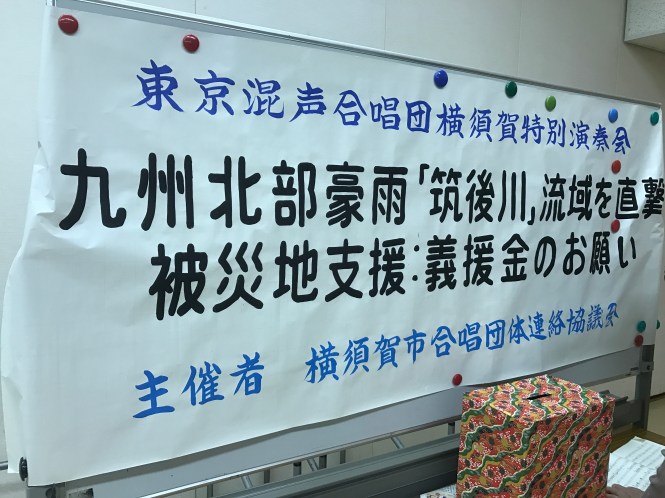 東京混声合唱団横須賀特別演奏会
九州北部豪雨「筑後川」流域を直撃
被災地支援：義援金のお願い
主催者　横須賀市合唱団体連絡協議会